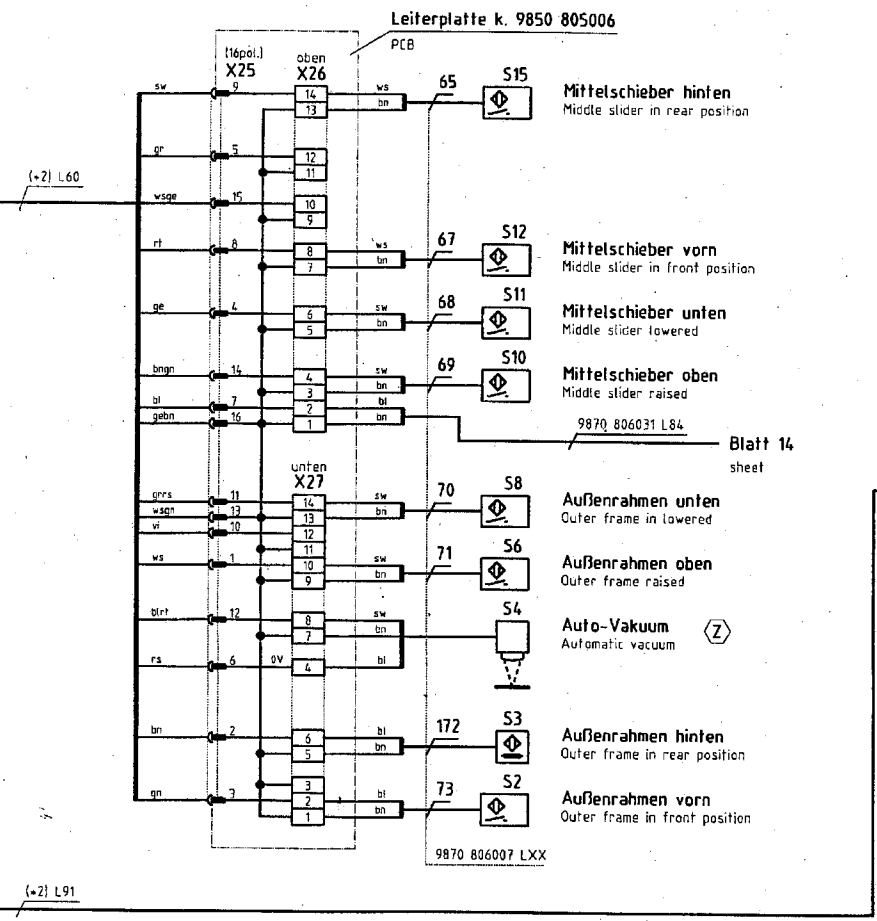 Leiterplatte k. 9850 805006
PCB
(16pol.)
X25
oben
X26
sw 9 14 ws 65 S15 Mittelschieber hinten
13 bn Middle slider in rear position
gr 5 12
11
(*2) L60
wsge 15 10
9
rt 8 8 ws 67 S12 Mittelschieber vorn
7 bn Middle slider in front position
ge 4 6 sw 68 S11 Mittelschieber unten
5 bn Middle slider lowered
bngn 14 4 sw 69 S10 Mittelschieber oben
3 bn Middle slider raised
bl 7 2 bl
gebn 16 1 bn 9870 806031 L84 Blatt 14
sheet
unten
X27
grrs 11 14 sw 70 S8 Außenrahmen unten
wsgn 13 13 bn Outer frame in lowered
vi 10 12
11
ws 1 10 sw 71 S6 Außenrahmen oben
9 bn Outer frame raised
blrt 12 8 sw S4 Auto-Vakuum Z
7 bn Automatic vacuum
rs 6 0V 4 bl
bn 2 6 bl 172 S3 Außenrahmen hinten
5 bn Outer frame in rear position
3
gn 3 2 bl 73 S2 Außenrahmen vorn
1 bn Outer frame in front position
9870 806007 LXX
(*2) L91